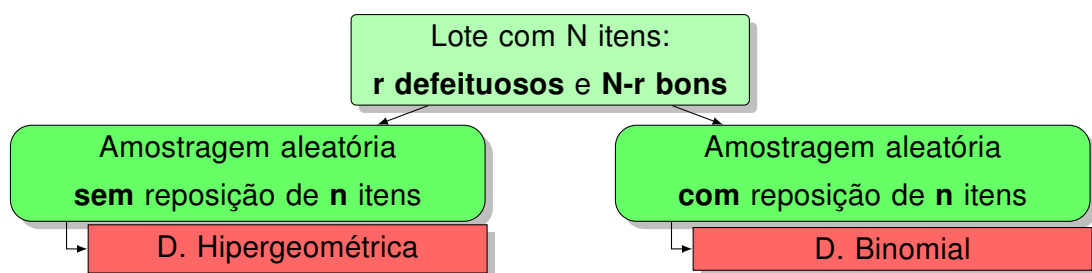 Lote com N itens:
r defeituosos e N-r bons
Amostragem aleatória
sem reposição de n itens
D. Hipergeométrica
Amostragem aleatória
com reposição de n itens
D. Binomial